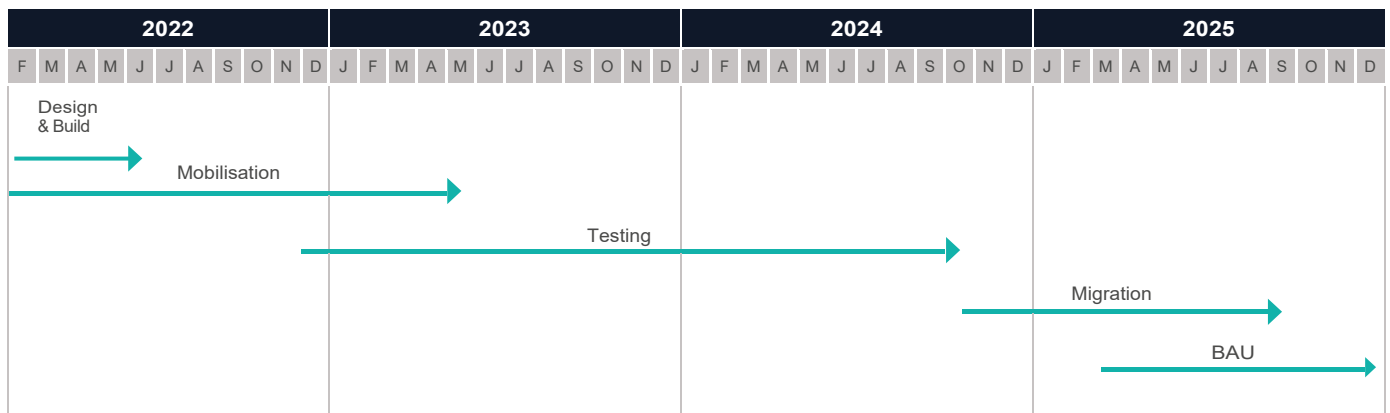 2022 2023 2024 2025
F M A M J J A S O N D J F M A M J J A S O N D J F M A M J J A S O N D J F M A M J J A S O N D
Design
& Build
Mobilisation
Testing
Migration
BAU